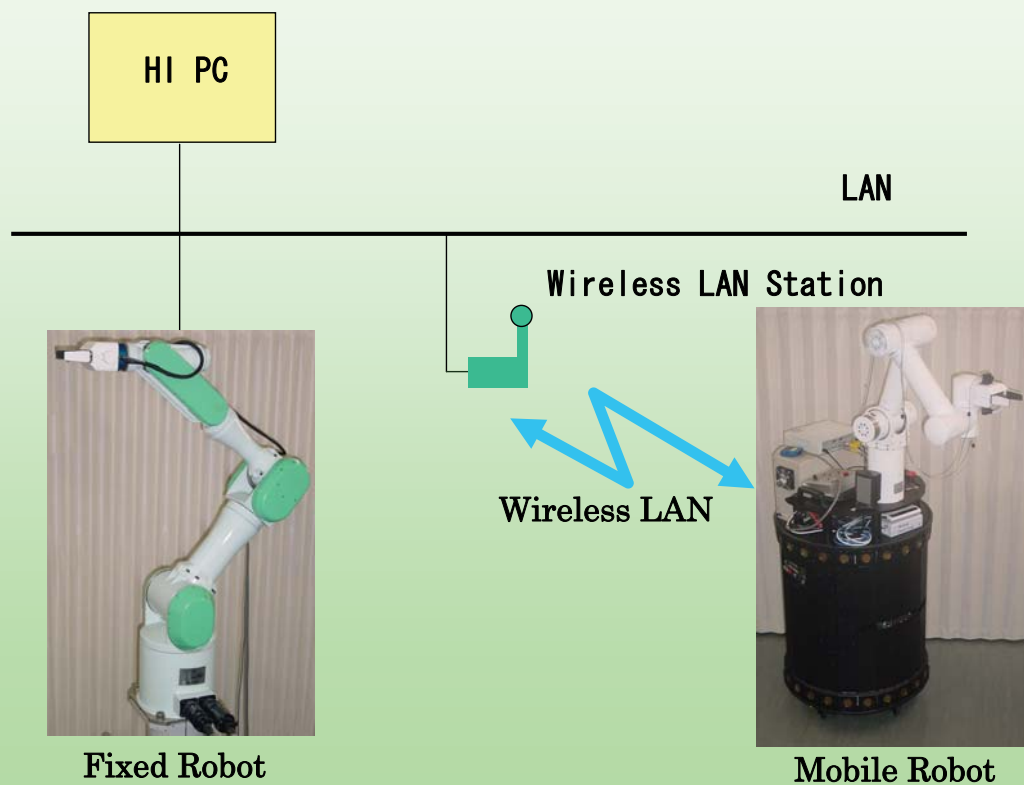 HI PC
LAN
Wireless LAN Station
Wireless LAN
Fixed Robot
Mobile Robot